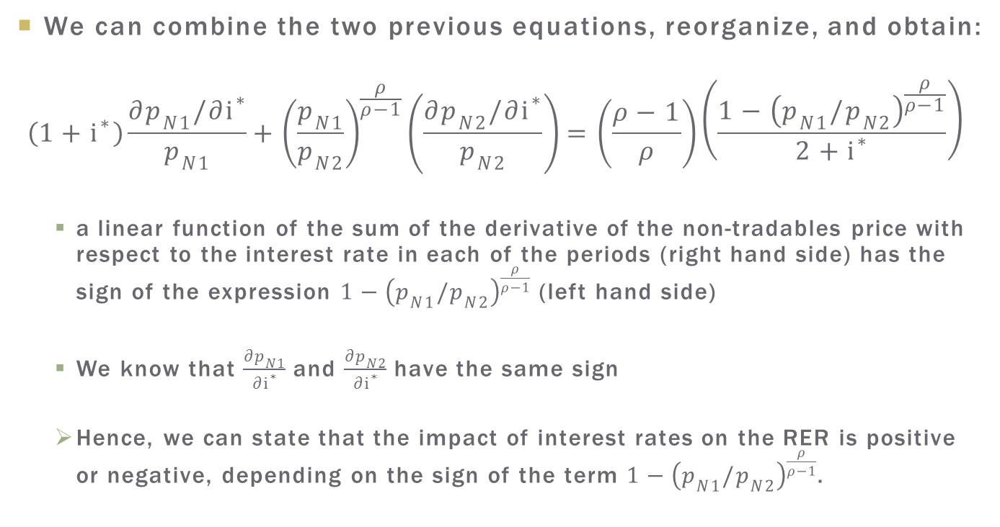 ▪ We can combine the two previous equations, reorganize, and obtain:
$(1 + \mathrm{i}^*)\frac{\partial p_{N1}/\partial \mathrm{i}^*}{p_{N1}} + \left(\frac{p_{N1}}{p_{N2}}\right)^{\frac{\rho}{\rho-1}}\left(\frac{\partial p_{N2}/\partial \mathrm{i}^*}{p_{N2}}\right) = \left(\frac{\rho-1}{\rho}\right)\left(\frac{1-(p_{N1}/p_{N2})^{\frac{\rho}{\rho-1}}}{2+\mathrm{i}^*}\right)$
▪ a linear function of the sum of the derivative of the non-tradables price with
respect to the interest rate in each of the periods (right hand side) has the
sign of the expression $1 - (p_{N1}/p_{N2})^{\frac{\rho}{\rho-1}}$ (left hand side)
▪ We know that $\frac{\partial p_{N1}}{\partial \mathrm{i}^*}$ and $\frac{\partial p_{N2}}{\partial \mathrm{i}^*}$ have the same sign
➢ Hence, we can state that the impact of interest rates on the RER is positive
or negative, depending on the sign of the term $1 - (p_{N1}/p_{N2})^{\frac{\rho}{\rho-1}}$.